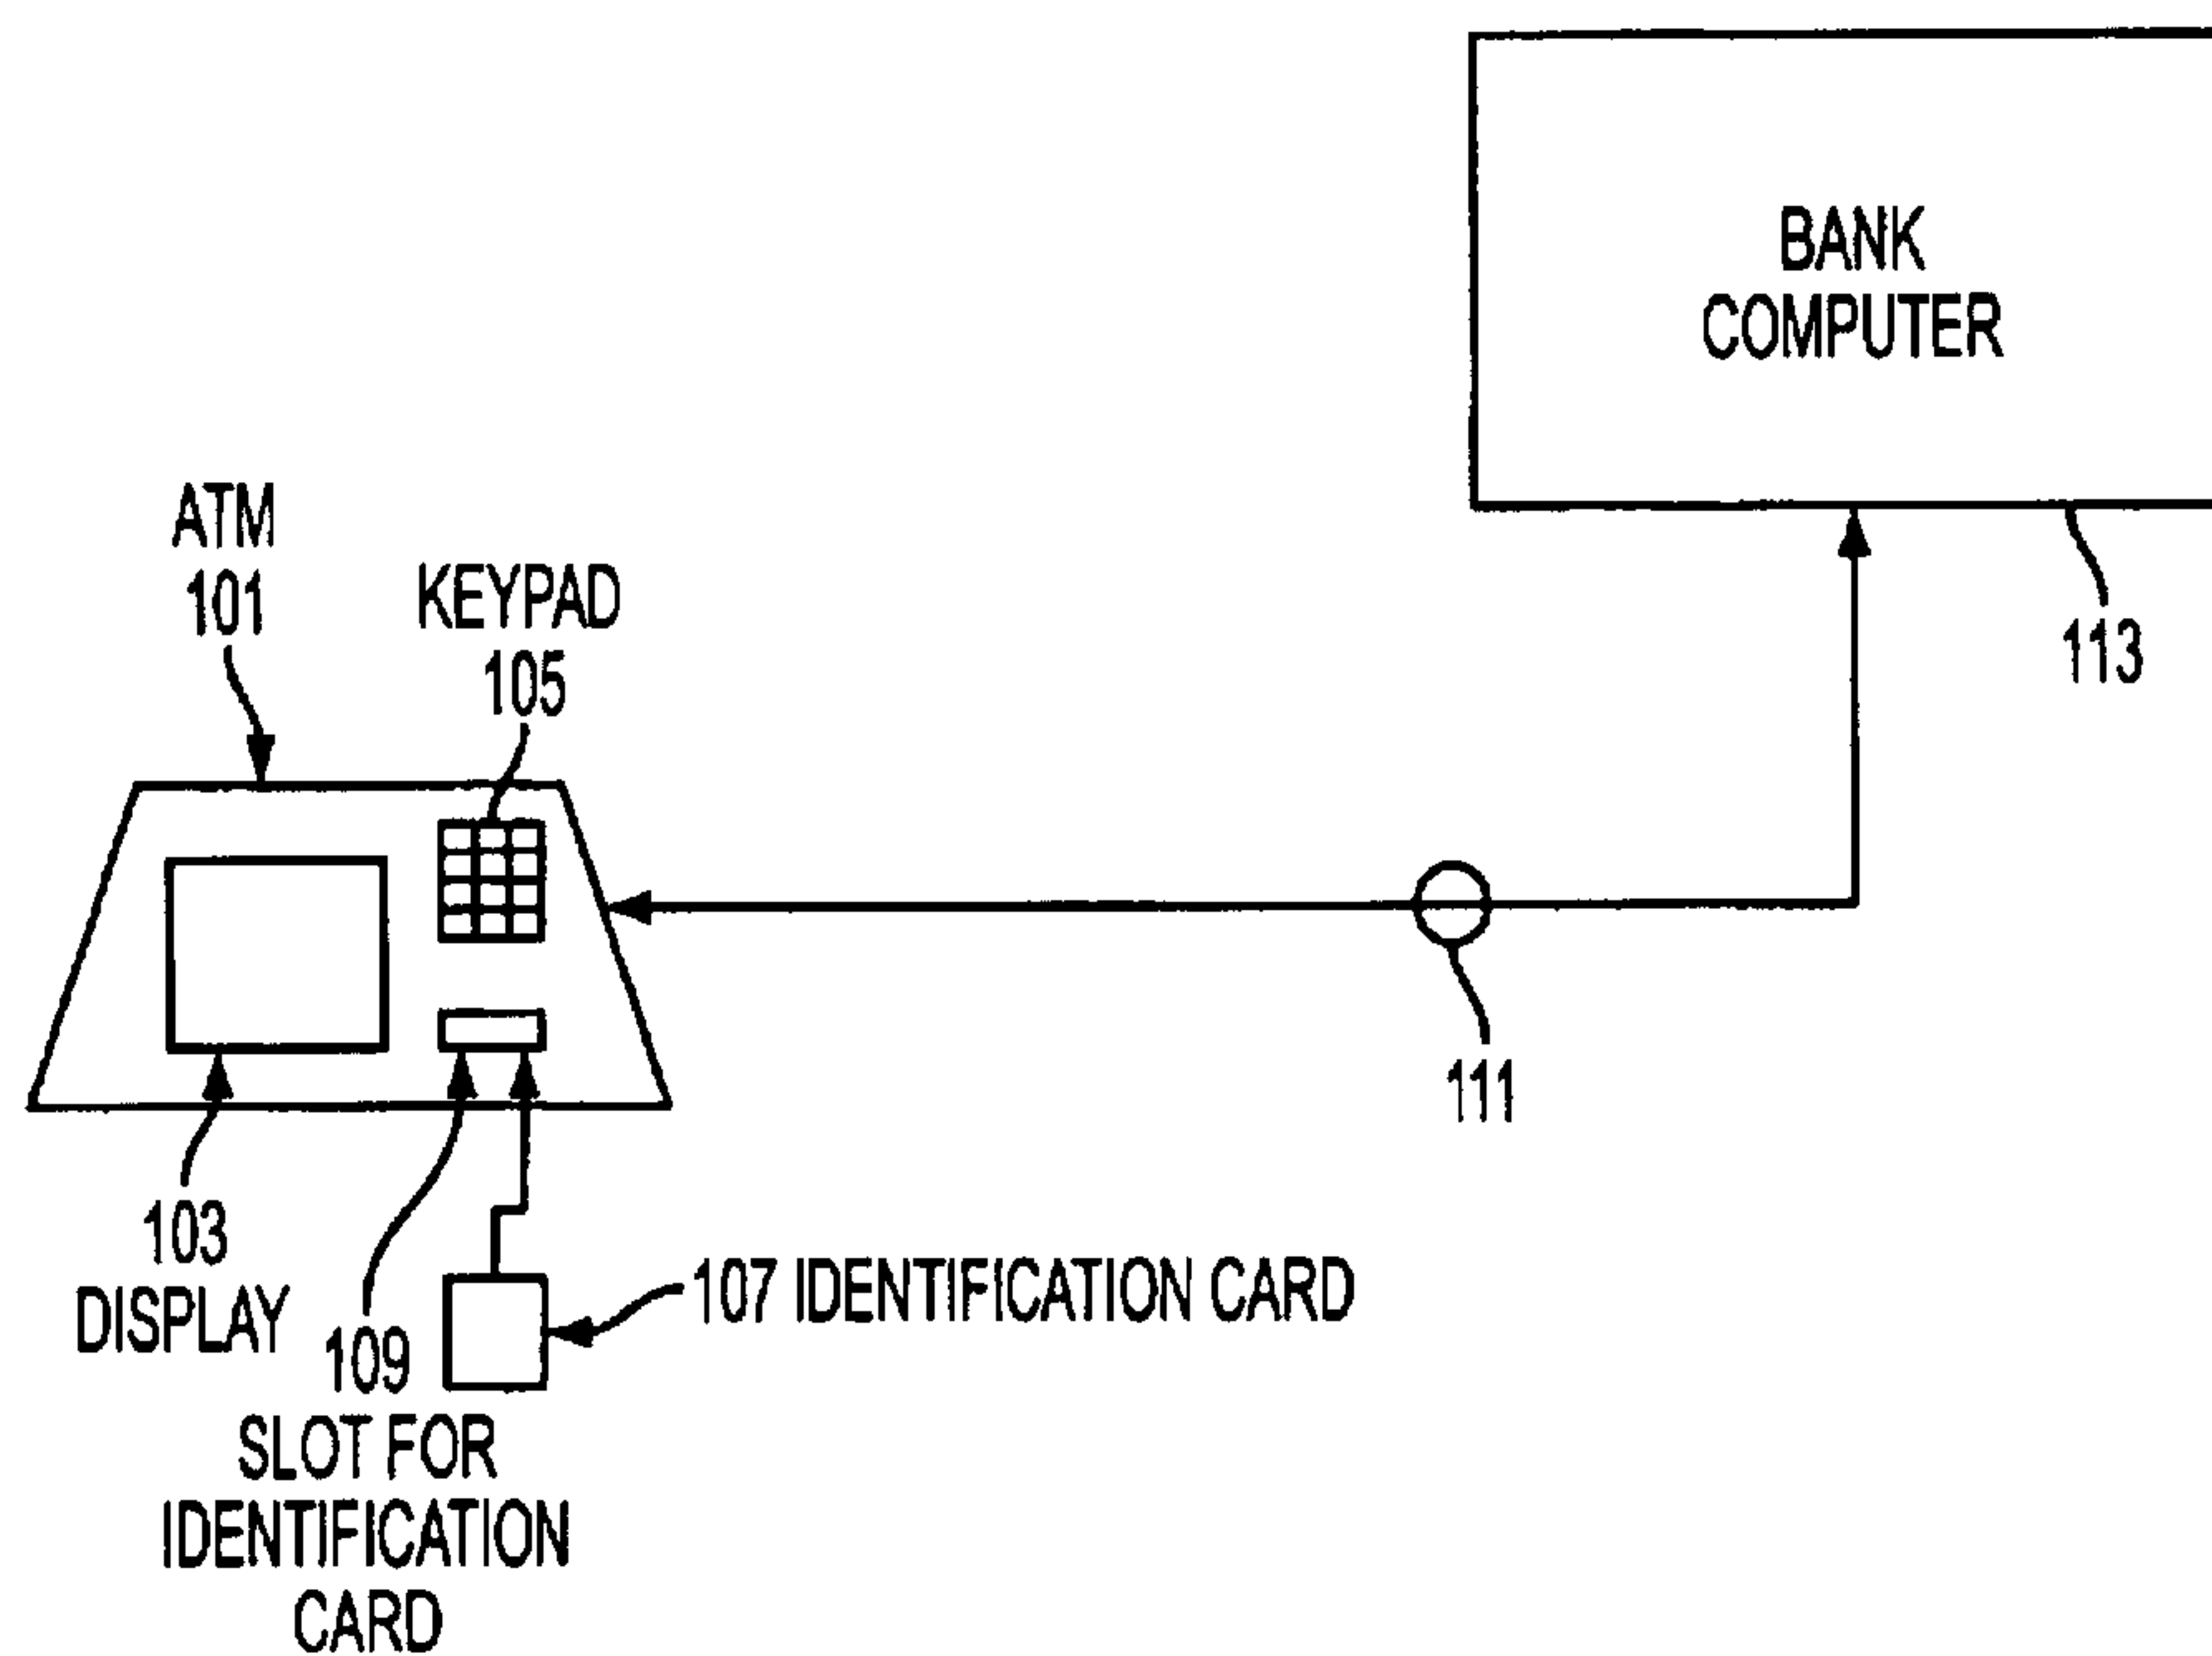 BANK
COMPUTER
113
ATM
101
KEYPAD
105
111
103
DISPLAY
109
SLOT FOR
IDENTIFICATION
CARD
107 IDENTIFICATION CARD